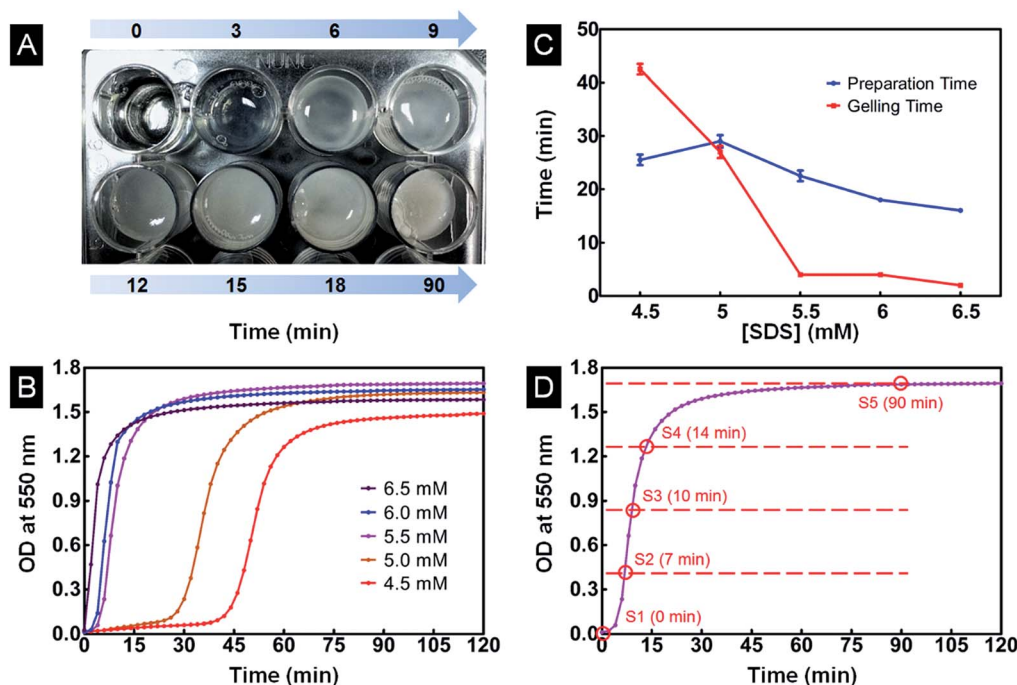 A
0 3 6 9
NUNC
12 15 18 90
Time (min)
C
50
40
30
20
10
0
Time (min)
Preparation Time
Gelling Time
4.5 5 5.5 6 6.5
[SDS] (mM)
B
1.8
1.5
1.2
0.9
0.6
0.3
0.0
OD at 550 nm
6.5 mM
6.0 mM
5.5 mM
5.0 mM
4.5 mM
0 15 30 45 60 75 90 105 120
Time (min)
D
1.8
1.5
1.2
0.9
0.6
0.3
0.0
OD at 550 nm
S5 (90 min)
S4 (14 min)
S3 (10 min)
S2 (7 min)
S1 (0 min)
0 15 30 45 60 75 90 105 120
Time (min)